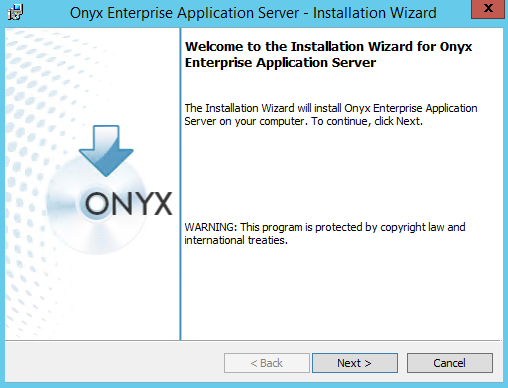 Onyx Enterprise Application Server - Installation Wizard
X
Welcome to the Installation Wizard for Onyx
Enterprise Application Server
The Installation Wizard will install Onyx Enterprise Application
Server on your computer. To continue, click Next.
ONYX
WARNING: This program is protected by copyright law and
international treaties.
< Back
Next >
Cancel